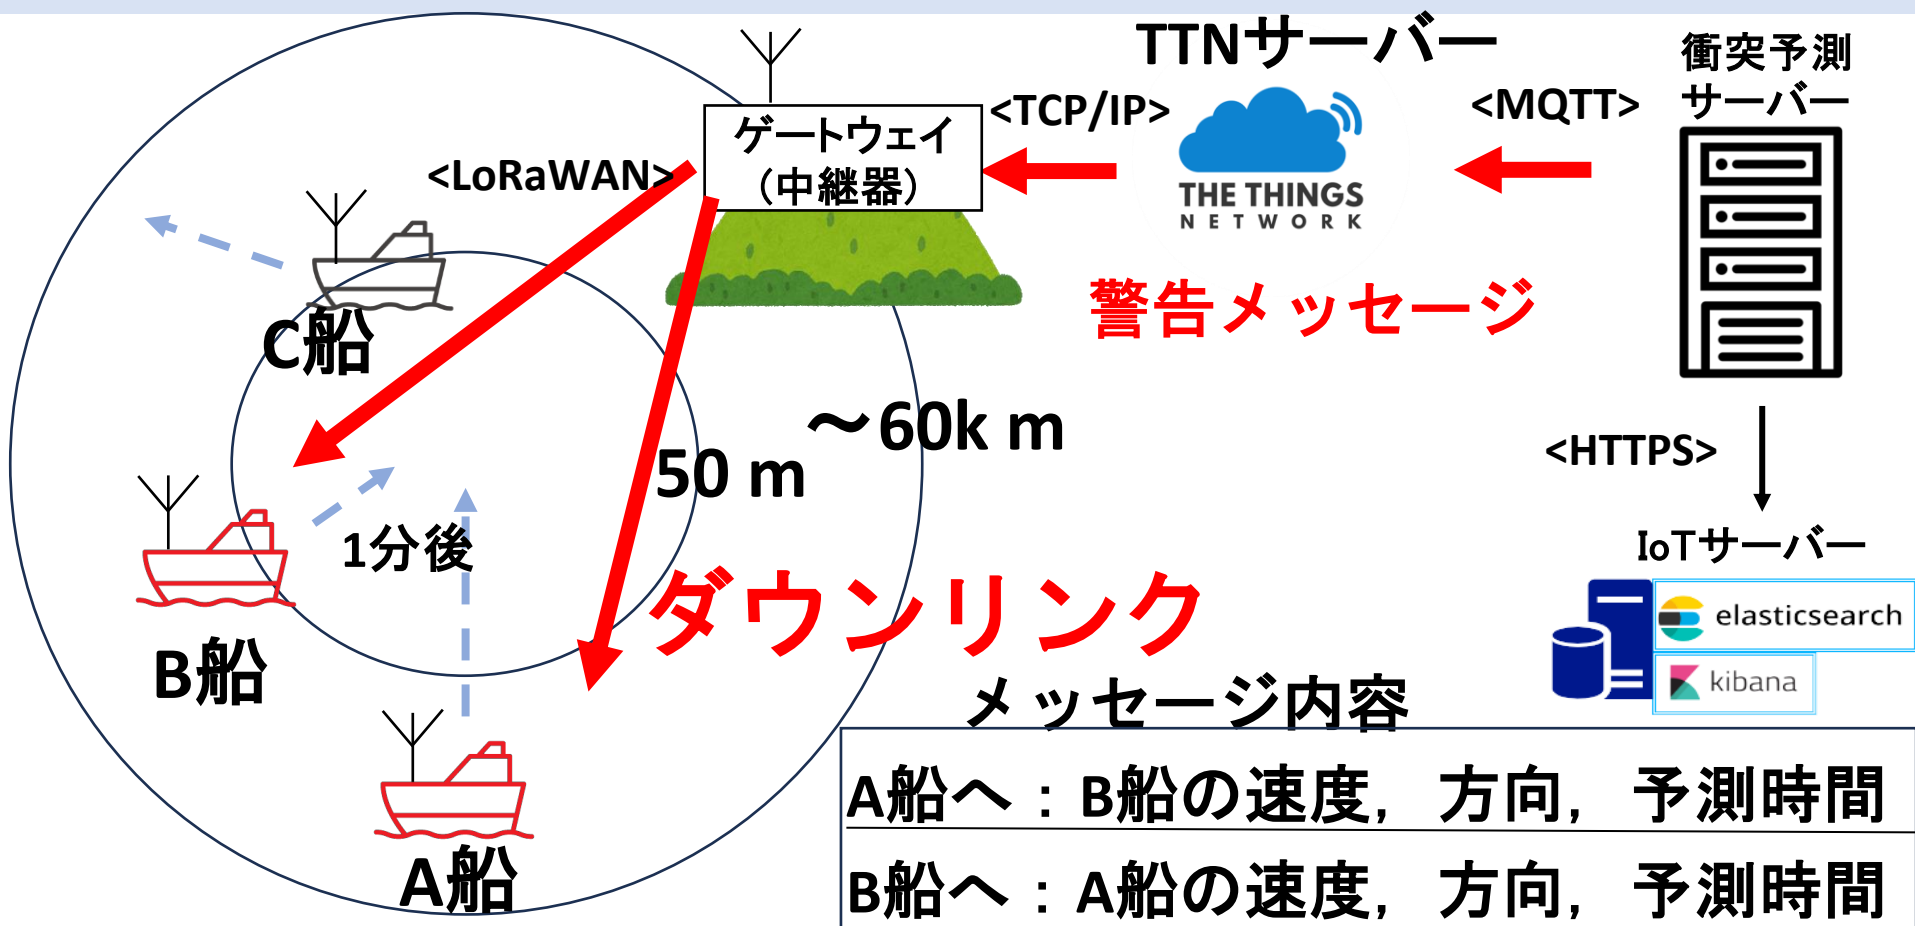 TTNサーバー
衝突予測
サーバー
<TCP/IP>
<MQTT>
ゲートウェイ
（中継器）
<LoRaWAN>
THE THINGS
NETWORK
警告メッセージ
C船
～60k m
50 m
<HTTPS>
1分後
IoTサーバー
ダウンリンク
elasticsearch
B船
kibana
メッセージ内容
A船へ：B船の速度，方向，予測時間
A船
B船へ：A船の速度，方向，予測時間